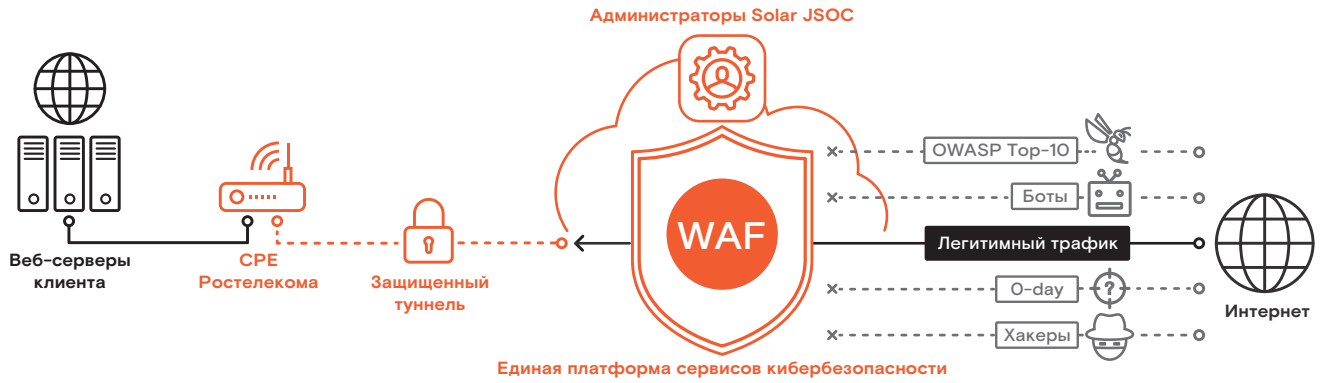 Администраторы Solar JSOC
WAF
OWASP Top-10
Боты
Легитимный трафик
0-day
?
Хакеры
Интернет
Веб-серверы
клиента
CPE
Ростелекома
Защищенный
туннель
Единая платформа сервисов кибербезопасности